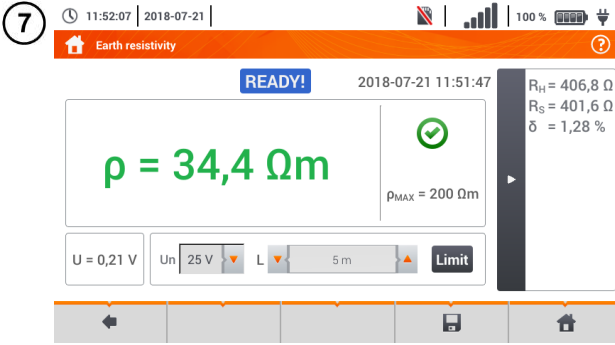 7
11:52:07 2018-07-21 100 %
Earth resistivity ?
READY! 2018-07-21 11:51:47
ρ = 34,4 Ωm
ρMAX = 200 Ωm
RH = 406,8 Ω
RS = 401,6 Ω
δ = 1,28 %
U = 0,21 V Un 25 V L 5 m Limit